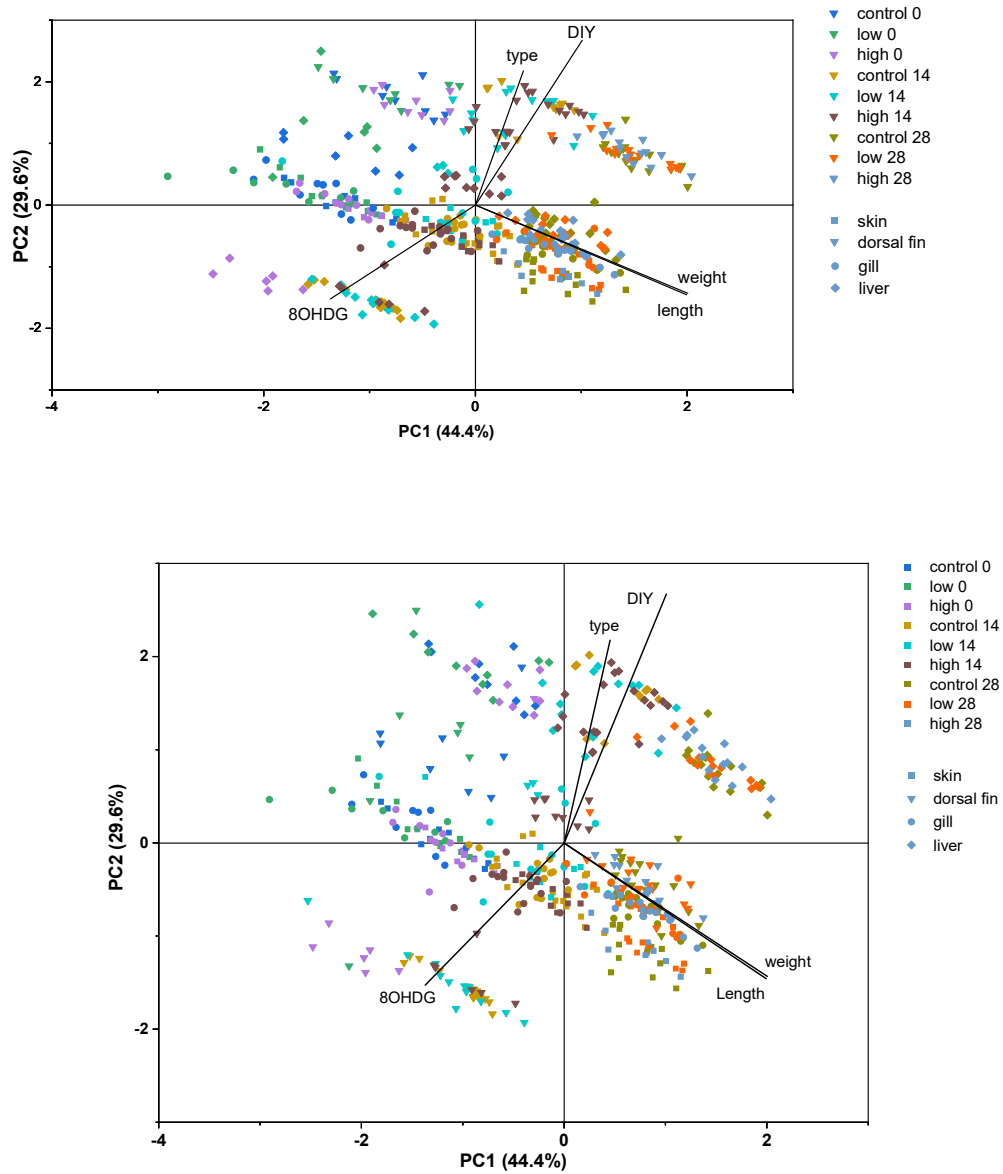 control 0
low 0
high 0
control 14
low 14
high 14
control 28
low 28
high 28
skin
dorsal fin
gill
liver
DIY
type
weight
length
8OHDG
2
0
-2
PC2 (29.6%)
-4
-2
0
2
PC1 (44.4%)
control 0
low 0
high 0
control 14
low 14
high 14
control 28
low 28
high 28
skin
dorsal fin
gill
liver
DIY
type
weight
Length
8OHDG
2
0
-2
PC2 (29.6%)
-4
-2
0
2
PC1 (44.4%)